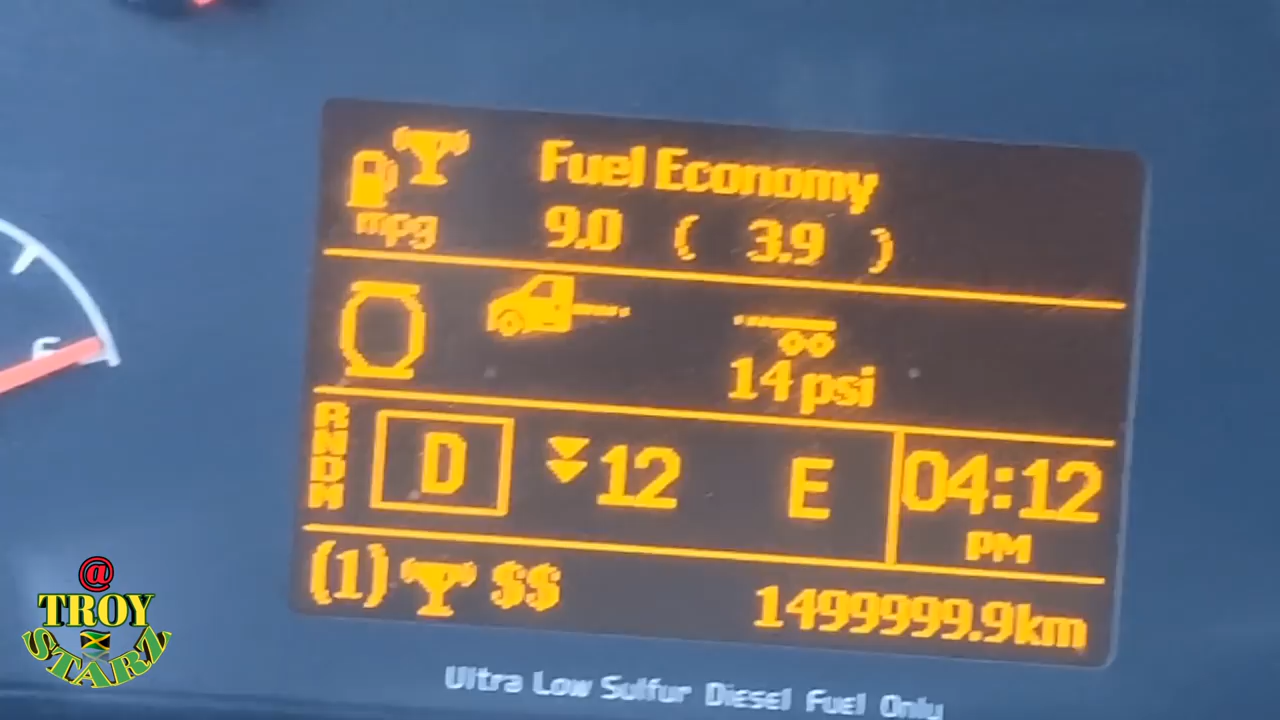 Fuel Economy
mpg 9.0 ( 3.9 )
14 psi
RNDM D 12 E 04:12
PM
(1) $$ 1499999.9km
Ultra Low Sulfur Diesel Fuel Only
@
TROY
STARZ